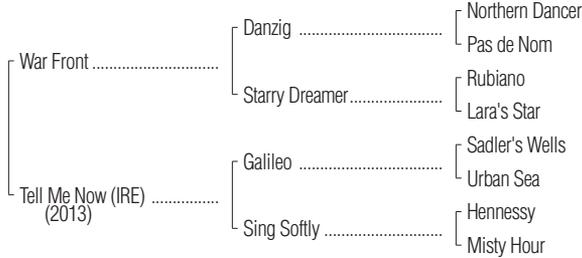 Northern Dancer
Danzig ................................
Pas de Nom
War Front ............................
Rubiano
Starry Dreamer.....................
Lara's Star
Sadler's Wells
Galileo ................................
Urban Sea
Tell Me Now (IRE) ...............
(2013)
Hennessy
Sing Softly ..........................
Misty Hour